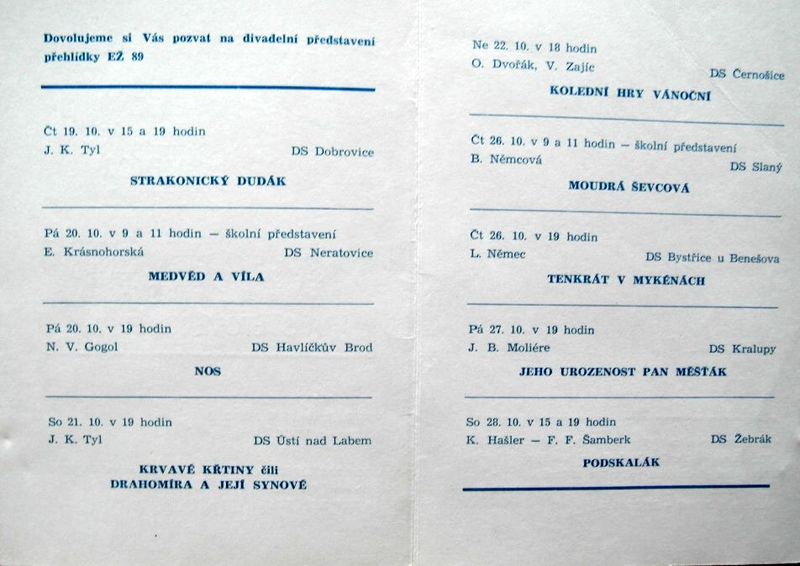 Dovolujeme si Vás pozvat na divadelní představení
přehlídky EŽ 89
Čt 19. 10. v 15 a 19 hodin
J. K. Tyl DS Dobrovice
STRAKONICKÝ DUDÁK
Pá 20. 10. v 9 a 11 hodin — školní představení
E. Krásnohorská DS Neratovice
MEDVĚD A VÍLA
Pá 20. 10. v 19 hodin
N. V. Gogol DS Havlíčkův Brod
NOS
So 21. 10. v 19 hodin
J. K. Tyl DS Ústí nad Labem
KRVAVÉ KŘTINY čili
DRAHOMÍRA A JEJÍ SYNOVÉ
Ne 22. 10. v 18 hodin
O. Dvořák, V. Zajíc DS Černošice
KOLEDNÍ HRY VÁNOČNÍ
Čt 26. 10. v 9 a 11 hodin — školní představení
B. Němcová DS Slaný
MOUDRÁ ŠEVCOVÁ
Čt 26. 10. v 19 hodin
L. Němec DS Bystřice u Benešova
TENKRÁT V MYKÉNÁCH
Pá 27. 10. v 19 hodin
J. B. Moliére DS Kralupy
JEHO UROZENOST PAN MĚŠŤÁK
So 28. 10. v 15 a 19 hodin
K. Hašler — F. F. Šamberk DS Žebrák
PODSKALÁK